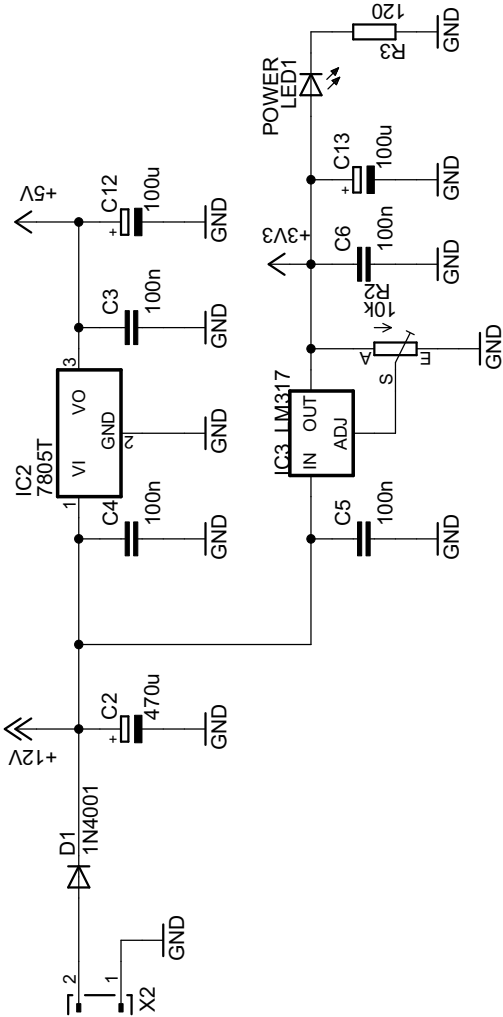 X2
2
1
GND
D1
1N4001
+12V
C2
470u
GND
C4
100n
GND
IC2
7805T
1
VI
VO
3
GND
2
GND
C3
100n
GND
+5V
C12
100u
GND
+
+
C5
100n
GND
IC3
LM317
IN
OUT
ADJ
R2
10k
A
S
E
GND
+3V3
C6
100n
GND
C13
100u
+
GND
POWER
LED1
R3
120
GND